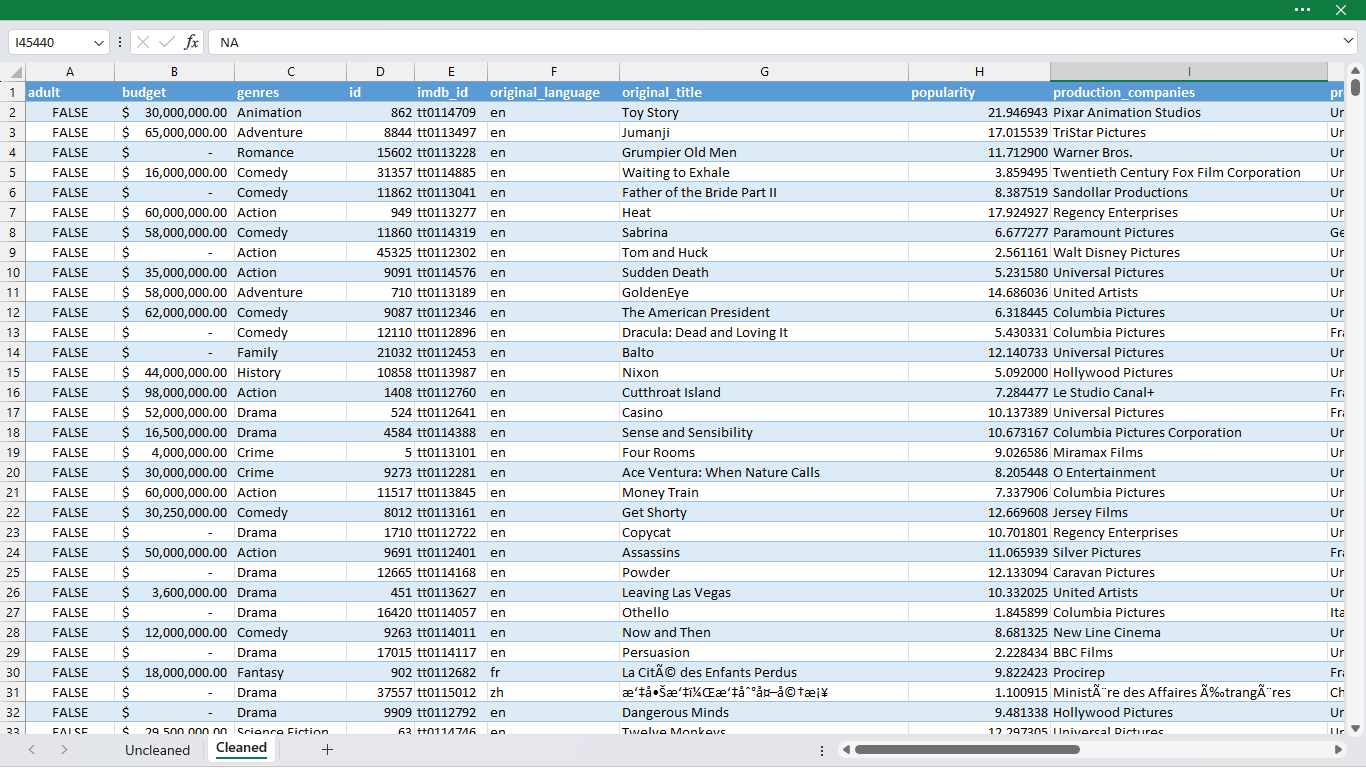 I45440 fx NA
A B C D E F G H I
1 adult budget genres id imdb_id original_language original_title popularity production_companies pr
2 FALSE $ 30,000,000.00 Animation 862 tt0114709 en Toy Story 21.946943 Pixar Animation Studios Ur
3 FALSE $ 65,000,000.00 Adventure 8844 tt0113497 en Jumanji 17.015539 TriStar Pictures Ur
4 FALSE $ - Romance 15602 tt0113228 en Grumpier Old Men 11.712900 Warner Bros. Ur
5 FALSE $ 16,000,000.00 Comedy 31357 tt0114885 en Waiting to Exhale 3.859495 Twentieth Century Fox Film Corporation Ur
6 FALSE $ - Comedy 11862 tt0113041 en Father of the Bride Part II 8.387519 Sandollar Productions Ur
7 FALSE $ 60,000,000.00 Action 949 tt0113277 en Heat 17.924927 Regency Enterprises Ur
8 FALSE $ 58,000,000.00 Comedy 11860 tt0114319 en Sabrina 6.677277 Paramount Pictures Ge
9 FALSE $ - Action 45325 tt0112302 en Tom and Huck 2.561161 Walt Disney Pictures Ur
10 FALSE $ 35,000,000.00 Action 9091 tt0114576 en Sudden Death 5.231580 Universal Pictures Ur
11 FALSE $ 58,000,000.00 Adventure 710 tt0113189 en GoldenEye 14.686036 United Artists Ur
12 FALSE $ 62,000,000.00 Comedy 9087 tt0112346 en The American President 6.318445 Columbia Pictures Ur
13 FALSE $ - Comedy 12110 tt0112896 en Dracula: Dead and Loving It 5.430331 Columbia Pictures Fra
14 FALSE $ - Family 21032 tt0112453 en Balto 12.140733 Universal Pictures Ur
15 FALSE $ 44,000,000.00 History 10858 tt0113987 en Nixon 5.092000 Hollywood Pictures Ur
16 FALSE $ 98,000,000.00 Action 1408 tt0112760 en Cutthroat Island 7.284477 Le Studio Canal+ Fra
17 FALSE $ 52,000,000.00 Drama 524 tt0112641 en Casino 10.137389 Universal Pictures Fra
18 FALSE $ 16,500,000.00 Drama 4584 tt0114388 en Sense and Sensibility 10.673167 Columbia Pictures Corporation Ur
19 FALSE $ 4,000,000.00 Crime 5 tt0113101 en Four Rooms 9.026586 Miramax Films Ur
20 FALSE $ 30,000,000.00 Crime 9273 tt0112281 en Ace Ventura: When Nature Calls 8.205448 O Entertainment Ur
21 FALSE $ 60,000,000.00 Action 11517 tt0113845 en Money Train 7.337906 Columbia Pictures Ur
22 FALSE $ 30,250,000.00 Comedy 8012 tt0113161 en Get Shorty 12.669608 Jersey Films Ur
23 FALSE $ - Drama 1710 tt0112722 en Copycat 10.701801 Regency Enterprises Ur
24 FALSE $ 50,000,000.00 Action 9691 tt0112401 en Assassins 11.065939 Silver Pictures Fra
25 FALSE $ - Drama 12665 tt0114168 en Powder 12.133094 Caravan Pictures Ur
26 FALSE $ 3,600,000.00 Drama 451 tt0113627 en Leaving Las Vegas 10.332025 United Artists Ur
27 FALSE $ - Drama 16420 tt0114057 en Othello 1.845899 Columbia Pictures Ita
28 FALSE $ 12,000,000.00 Comedy 9263 tt0114011 en Now and Then 8.681325 New Line Cinema Ur
29 FALSE $ - Drama 17015 tt0114117 en Persuasion 2.228434 BBC Films Ur
30 FALSE $ 18,000,000.00 Fantasy 902 tt0112682 fr La CitÃ© des Enfants Perdus 9.822423 Procirep Fra
31 FALSE $ - Drama 37557 tt0115012 zh æ‘‡å•Šæ‘‡ï¼Œæ‘‡åˆ°å¤–å©†æ¡¥ 1.100915 MinistÃ¨re des Affaires Ã‰trangÃ¨res Ch
32 FALSE $ - Drama 9909 tt0112792 en Dangerous Minds 9.481338 Hollywood Pictures Ur
33 FALSE $ 29,500,000.00 Science Fiction 63 tt0114746 en Twelve Monkeys 12.297305 Universal Pictures Ur
Uncleaned Cleaned